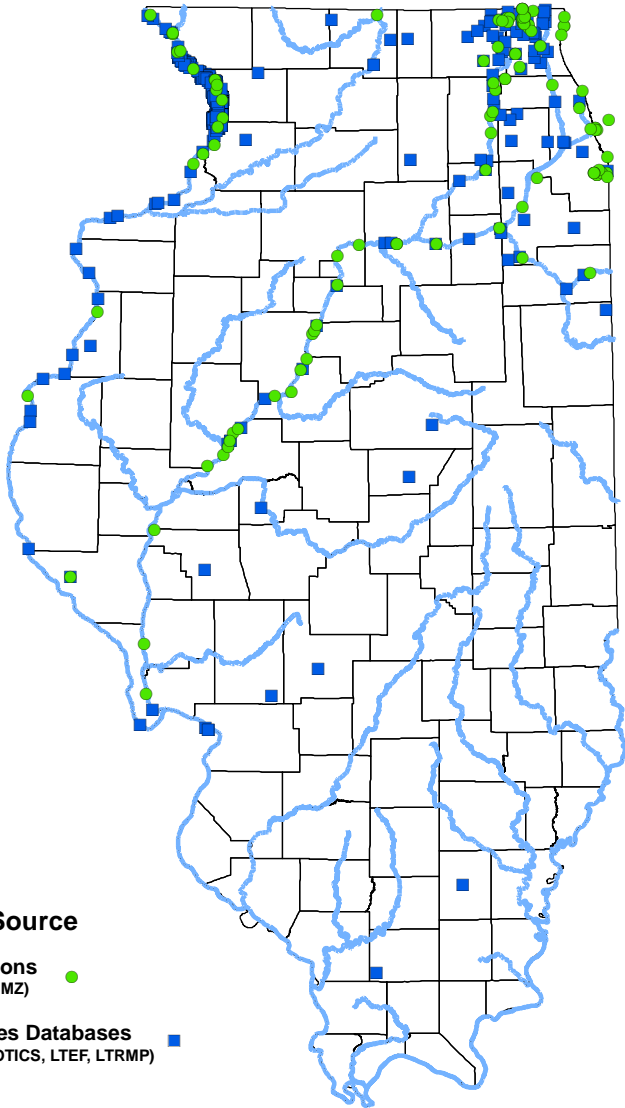 Source
ons
MZ)
es Databases
OTICS, LTEF, LTRMP)